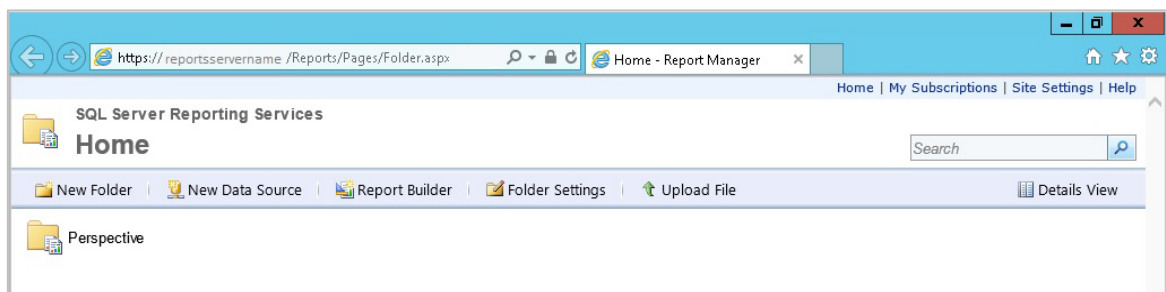 https://reportsservername /Reports/Pages/Folder.aspx
Home - Report Manager
Home | My Subscriptions | Site Settings | Help
SQL Server Reporting Services
Home
Search
New Folder | New Data Source | Report Builder | Folder Settings | Upload File Details View
Perspective